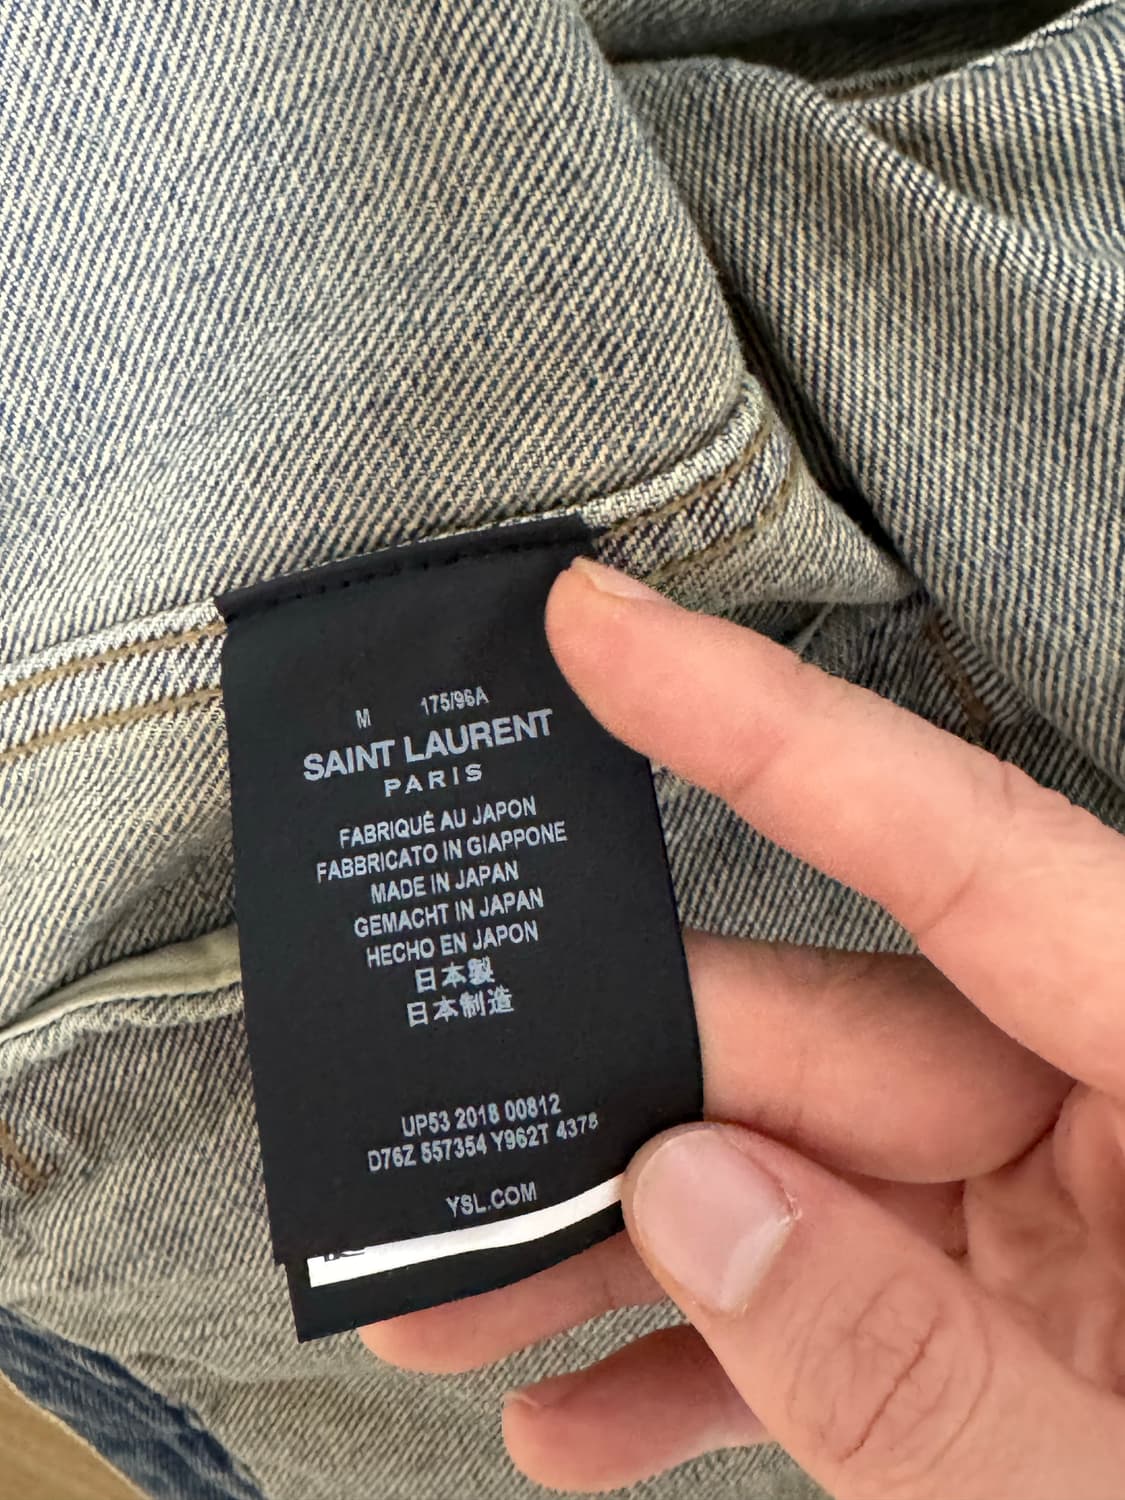 M 175/96A
SAINT LAURENT
PARIS
FABRIQUÉ AU JAPON
FABBRICATO IN GIAPPONE
MADE IN JAPAN
GEMACHT IN JAPAN
HECHO EN JAPON
日本製
日本制造
UP53 2018 00812
D76Z 557354 Y962T 4378
YSL.COM